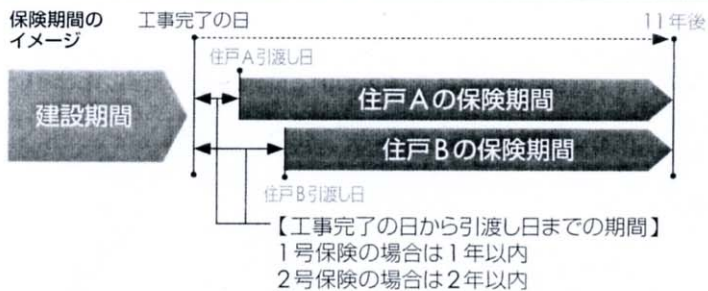 保険期間の
イメージ
工事完了の日
11年後
住戸A引渡し日
建設期間
住戸Aの保険期間
住戸Bの保険期間
住戸B引渡し日
【工事完了の日から引渡し日までの期間】
1号保険の場合は1年以内
2号保険の場合は2年以内